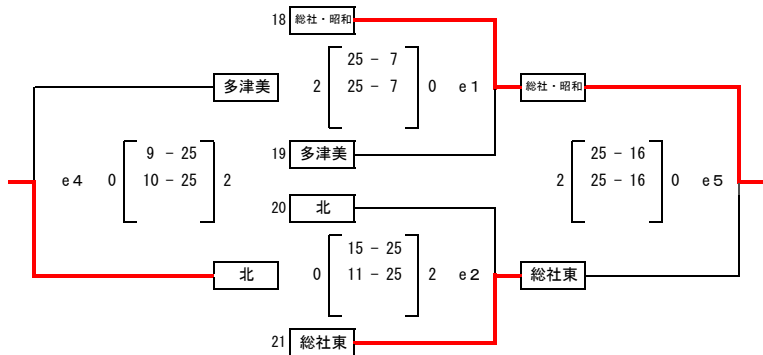 18 総社・昭和
25 - 7
多津美 2 25 - 7 0 e1 総社・昭和
19 多津美
9 - 25 25 - 16
e4 0 10 - 25 2 2 25 - 16 0 e5
20 北
15 - 25
北 0 11 - 25 2 e2 総社東
21 総社東